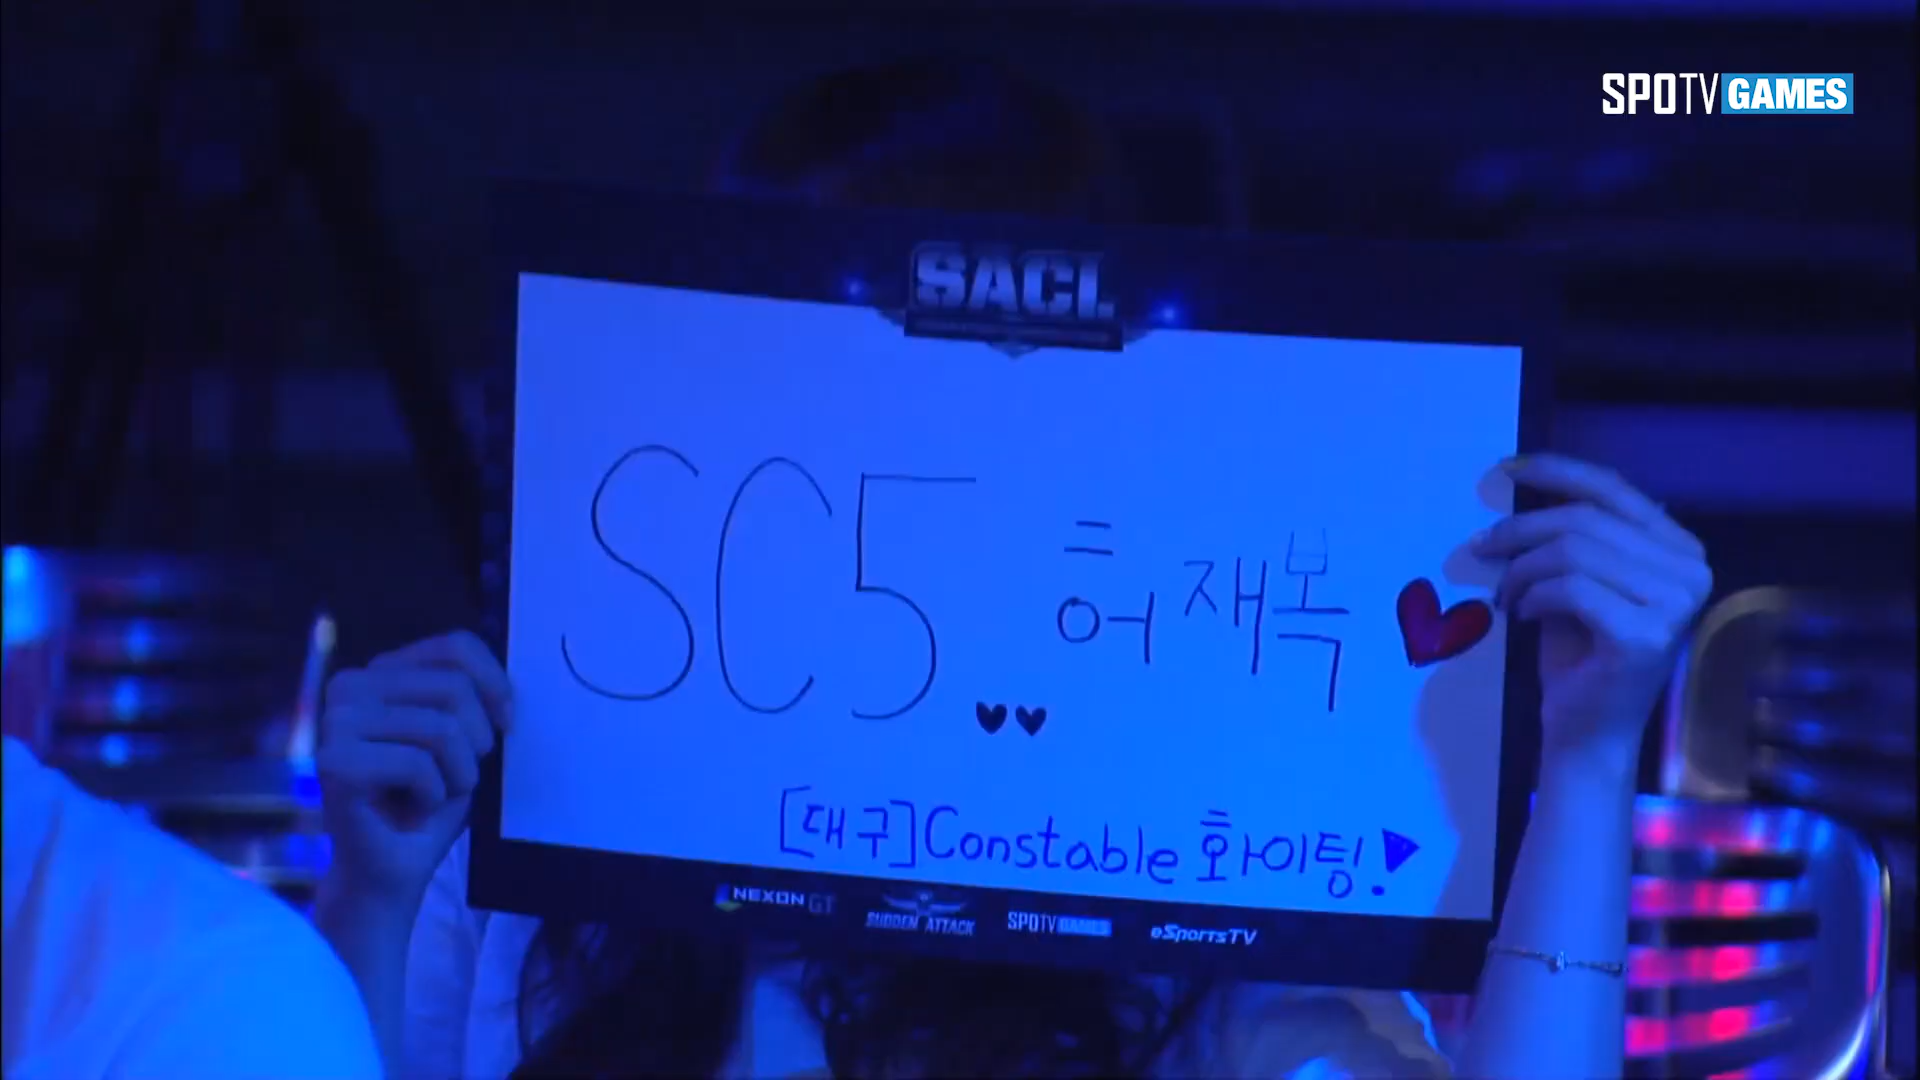 SPOTV GAMES
SACL
SC5 허재복
[대구]Constable 화이팅!
NEXON GT SUDDEN ATTACK SPOTV GAMES eSportsTV